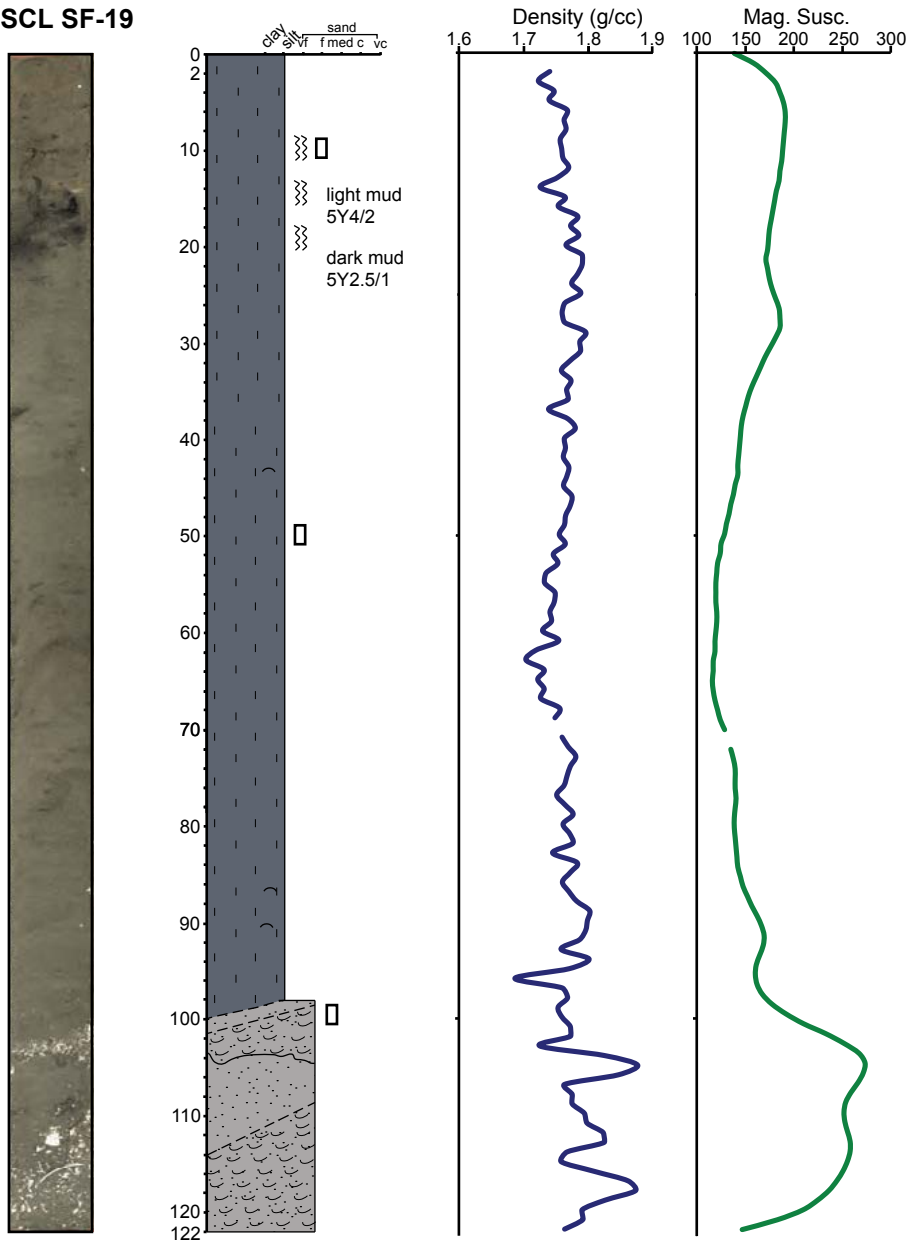 SCL SF-19
clay
silt
sand
vf f med c vc
0
2
10
20
30
40
50
60
70
80
90
100
110
120
122
light mud
5Y4/2
dark mud
5Y2.5/1
Density (g/cc)
1.6 1.7 1.8 1.9
Mag. Susc.
100 150 200 250 300